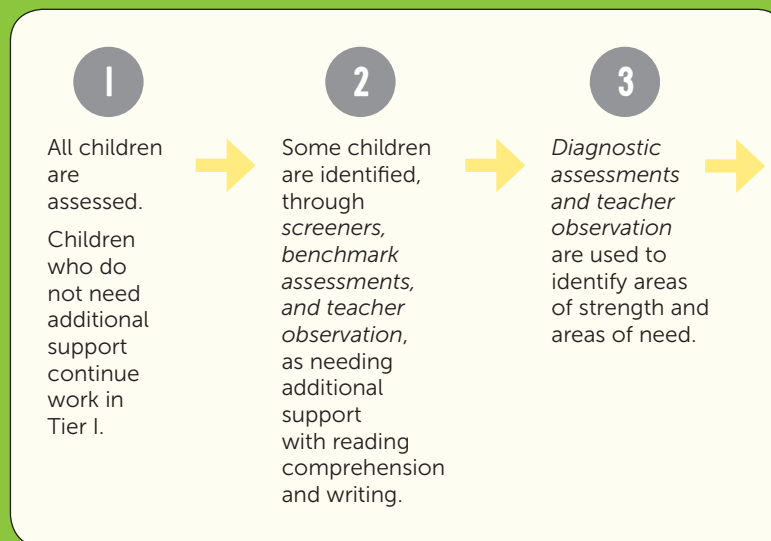 1
All children
are
assessed.
Children
who do
not need
additional
support
continue
work in
Tier I.
2
Some children
are identified,
through
screeners,
benchmark
assessments,
and teacher
observation,
as needing
additional
support
with reading
comprehension
and writing.
3
Diagnostic
assessments
and teacher
observation
are used to
identify areas
of strength and
areas of need.